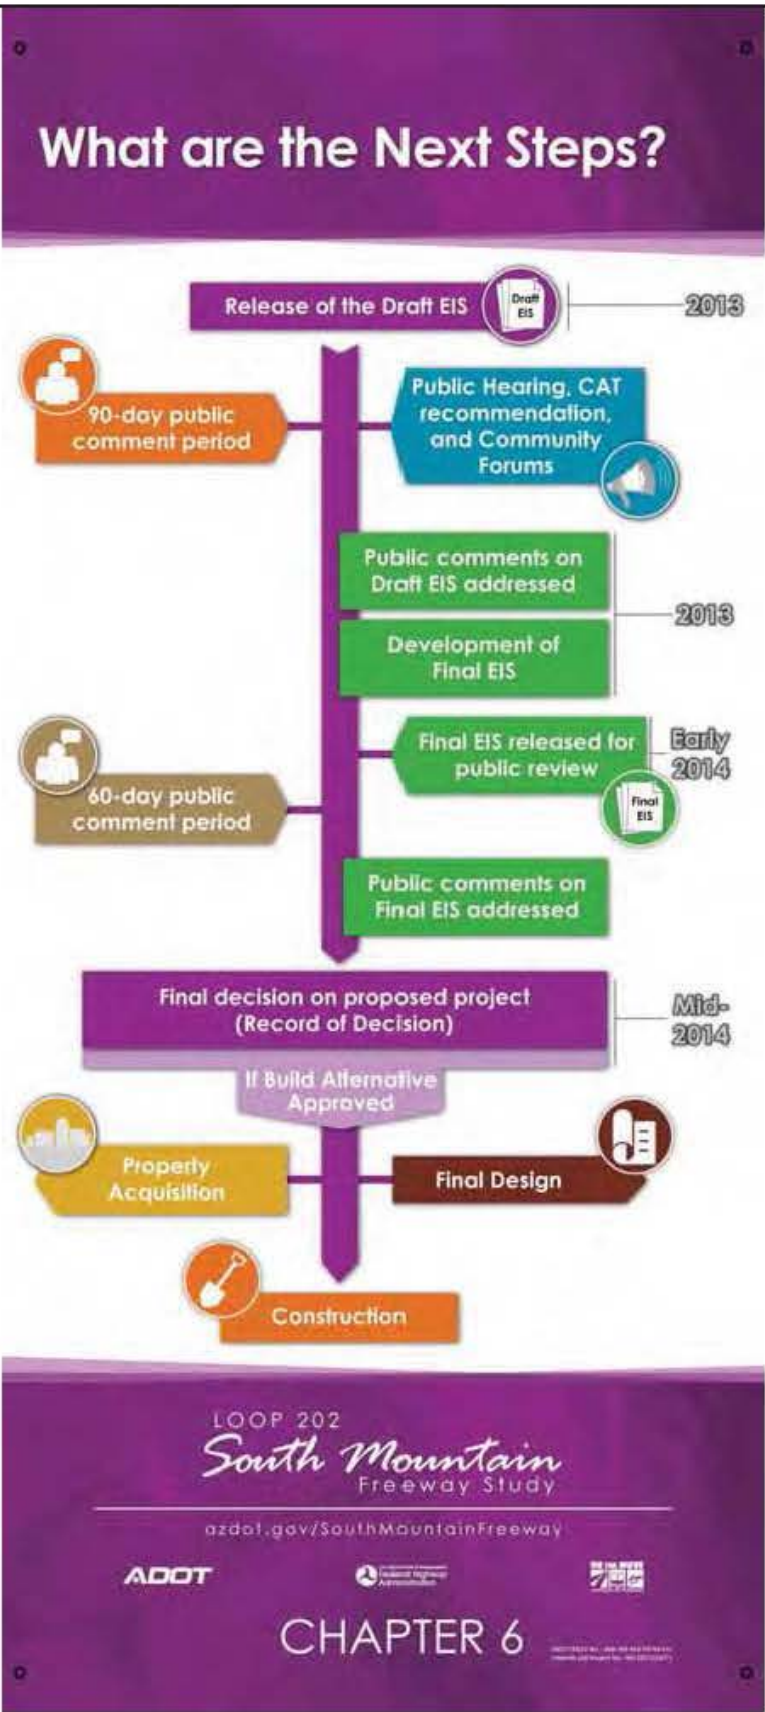 What are the Next Steps?
Release of the Draft EIS
Draft
EIS
2013
90-day public
comment period
Public Hearing, CAT
recommendation,
and Community
Forums
Public comments on
Draft EIS addressed
Development of
Final EIS
2013
Final EIS released for
public review
Early
2014
Final
EIS
60-day public
comment period
Public comments on
Final EIS addressed
Final decision on proposed project
(Record of Decision)
Mid-
2014
If Build Alternative
Approved
Property
Acquisition
Final Design
Construction
LOOP 202
South Mountain
Freeway Study
azdot.gov/SouthMountainFreeway
ADOT
Federal Highway
Administration
CHAPTER 6